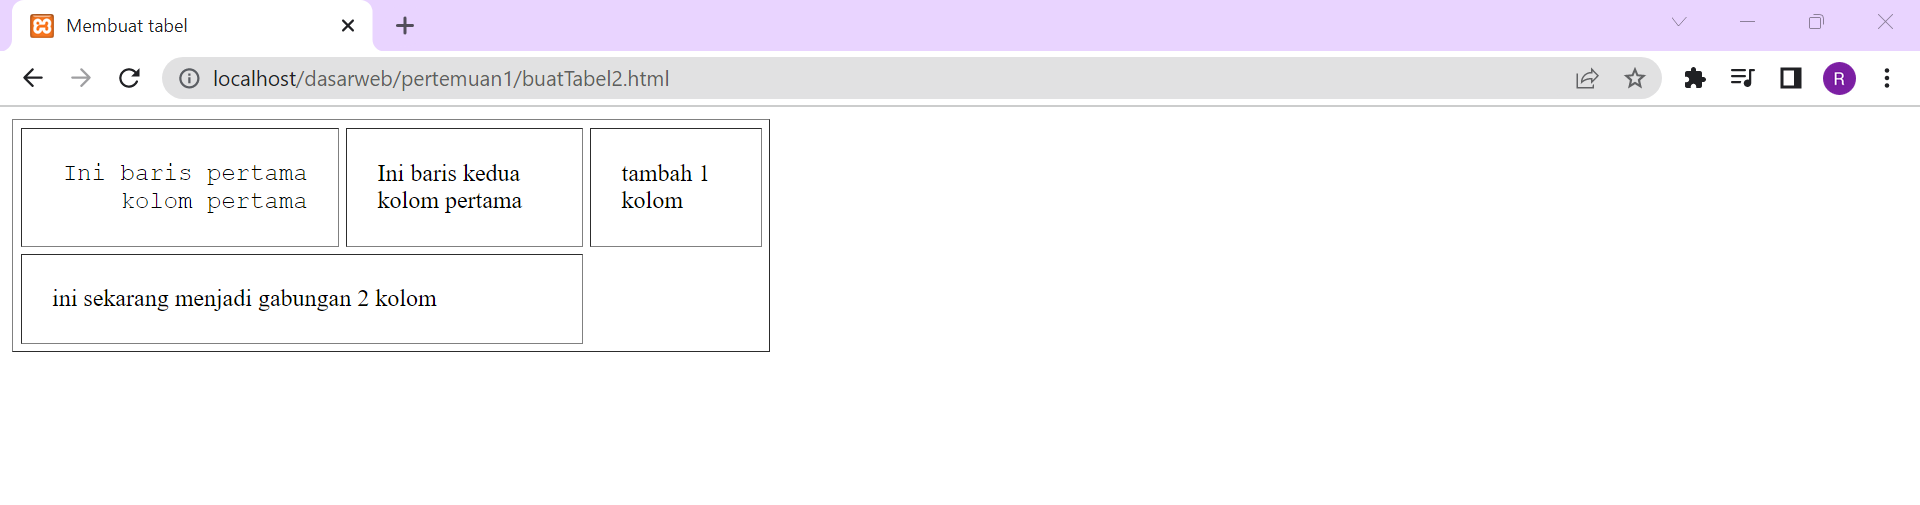 Membuat tabel
localhost/dasarweb/pertemuan1/buatTabel2.html
R
Ini baris pertama
kolom pertama
Ini baris kedua
kolom pertama
tambah 1
kolom
ini sekarang menjadi gabungan 2 kolom